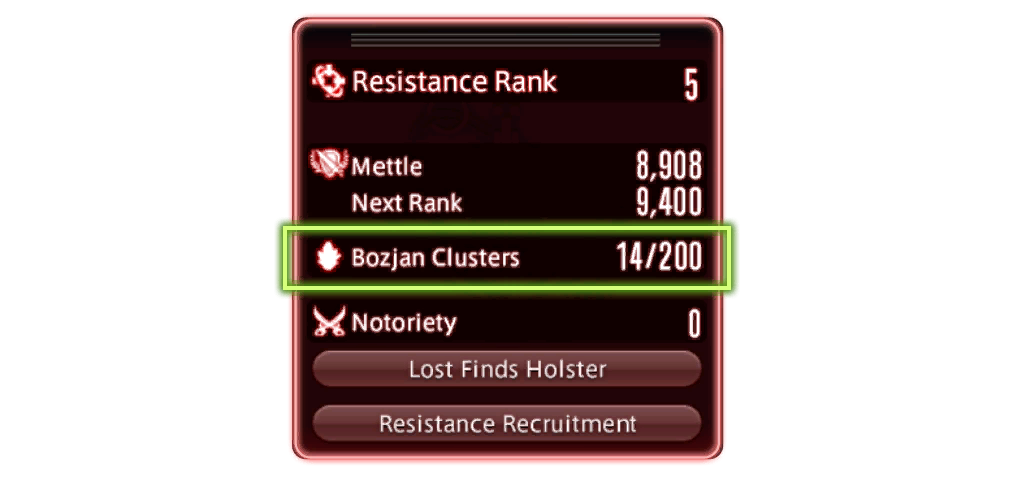 Resistance Rank 5
Mettle 8,908
Next Rank 9,400
Bozjan Clusters 14/200
Notoriety 0
Lost Finds Holster
Resistance Recruitment